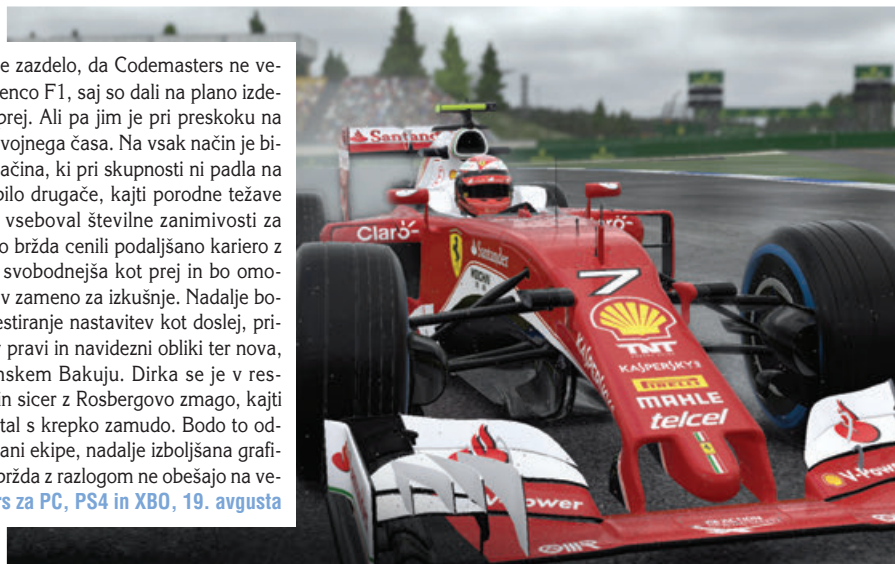 e zazdelo, da Codemasters ne ve-
enco F1, saj so dali na plano izde-
orej. Ali pa jim je pri preskoku na
vojnega časa. Na vsak način je bi-
ačina, ki pri skupnosti ni padla na
bilo drugače, kajti porodne težave
vseboval številne zanimivosti za
o bržda cenili podaljšano kariero z
svobodnejša kot prej in bo omo-
v zameno za izkušnje. Nadalje bo-
estiranje nastavitev kot doslej, pri-
pravi in navidezni obliki ter nova,
nskem Bakuju. Dirka se je v res-
in sicer z Rosbergovo zmago, kajti
tal s krepko zamudo. Bodo to od-
ani ekipe, nadalje izboljšana grafi-
bržda z razlogom ne obešajo na ve-
rs za PC, PS4 in XBO, 19. avgusta
Santander
Claro
Santander
7
TNT
KASPERSKY
PIRELLI
MAHLE
telcel
V-Power
Power